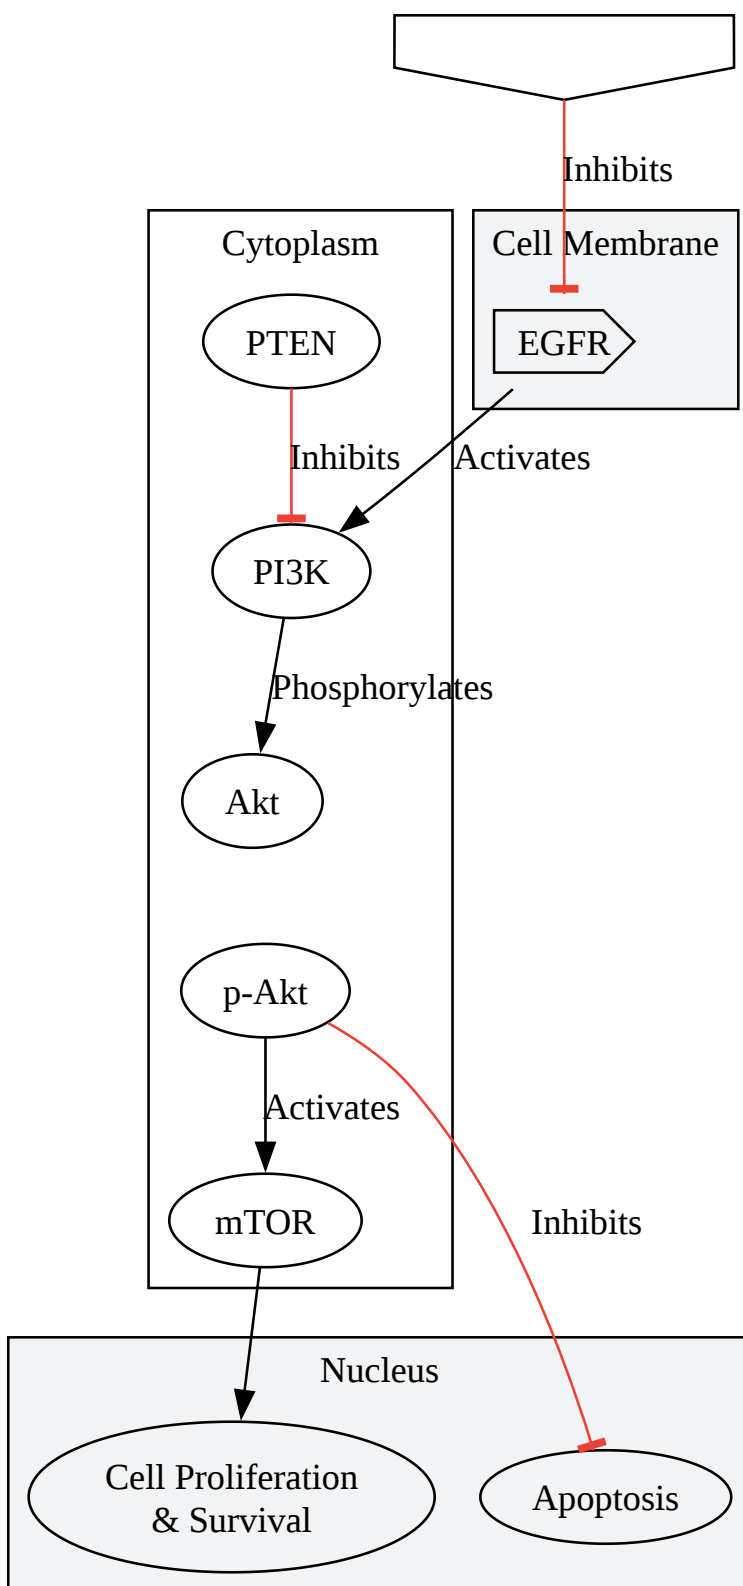 Inhibits
Cytoplasm
Cell Membrane
PTEN
EGFR
Inhibits
Activates
PI3K
Phosphorylates
Akt
p-Akt
Activates
mTOR
Inhibits
Nucleus
Cell Proliferation
& Survival
Apoptosis